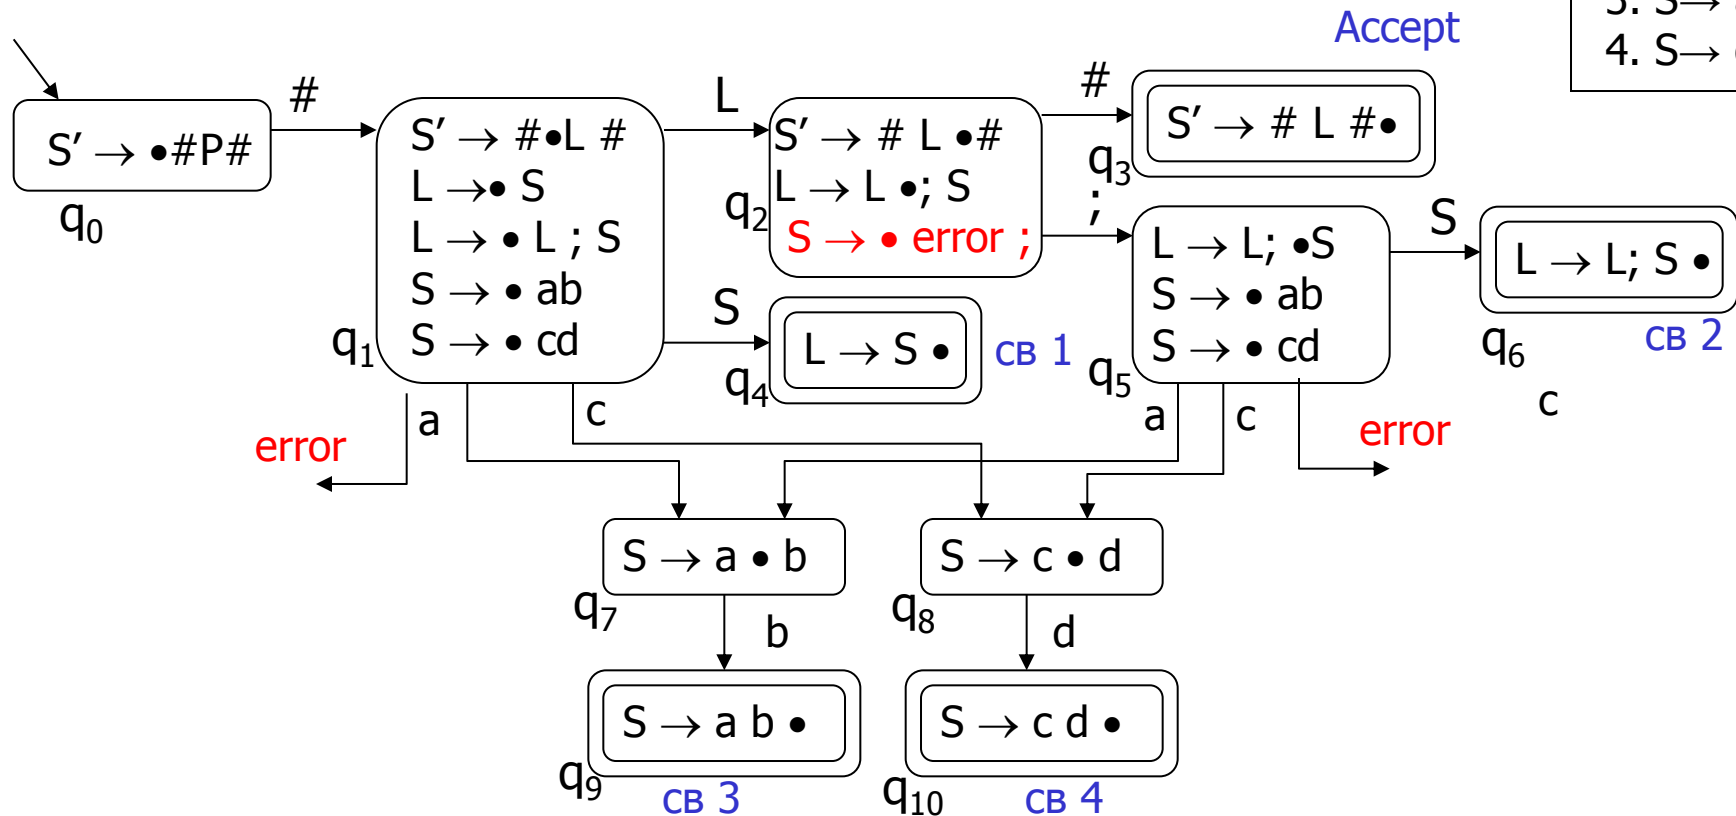 Accept
3. S→
4. S→
S′ → •#P#
q0
#
S′ → #•L #
L →• S
L → • L ; S
S → • ab
S → • cd
q1
L
S′ → # L •#
L → L •; S
S → • error ;
q2
#
S′ → # L #•
q3
;
S
L → S •
q4
св 1
L → L; •S
S → • ab
S → • cd
q5
S
L → L; S •
q6
св 2
c
a
c
error
a
c
error
S → a • b
q7
b
S → c • d
q8
d
S → a b •
q9
св 3
S → c d •
q10
св 4